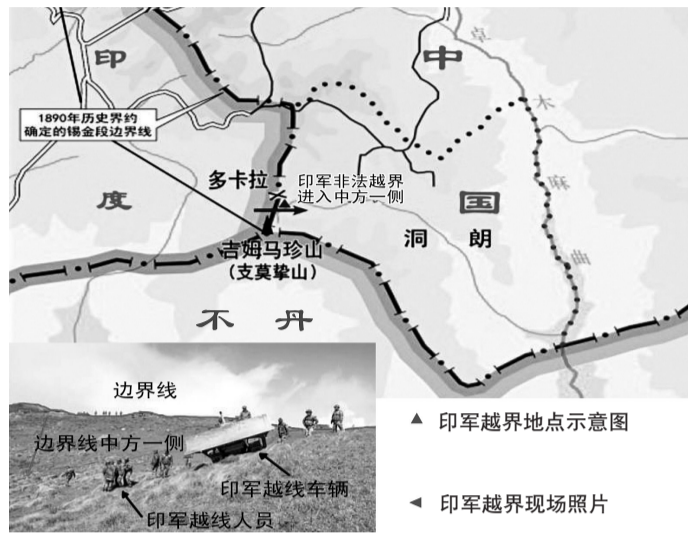 印
中
卓
木
麻
曲
1890年历史界约
确定的锡金段边界线
度
多卡拉
印军非法越界
进入中方一侧
国
洞 朗
吉姆马珍山
(支莫挚山)
不 丹
边界线
边界线中方一侧
印军越线车辆
印军越线人员
▲ 印军越界地点示意图
◀ 印军越界现场照片